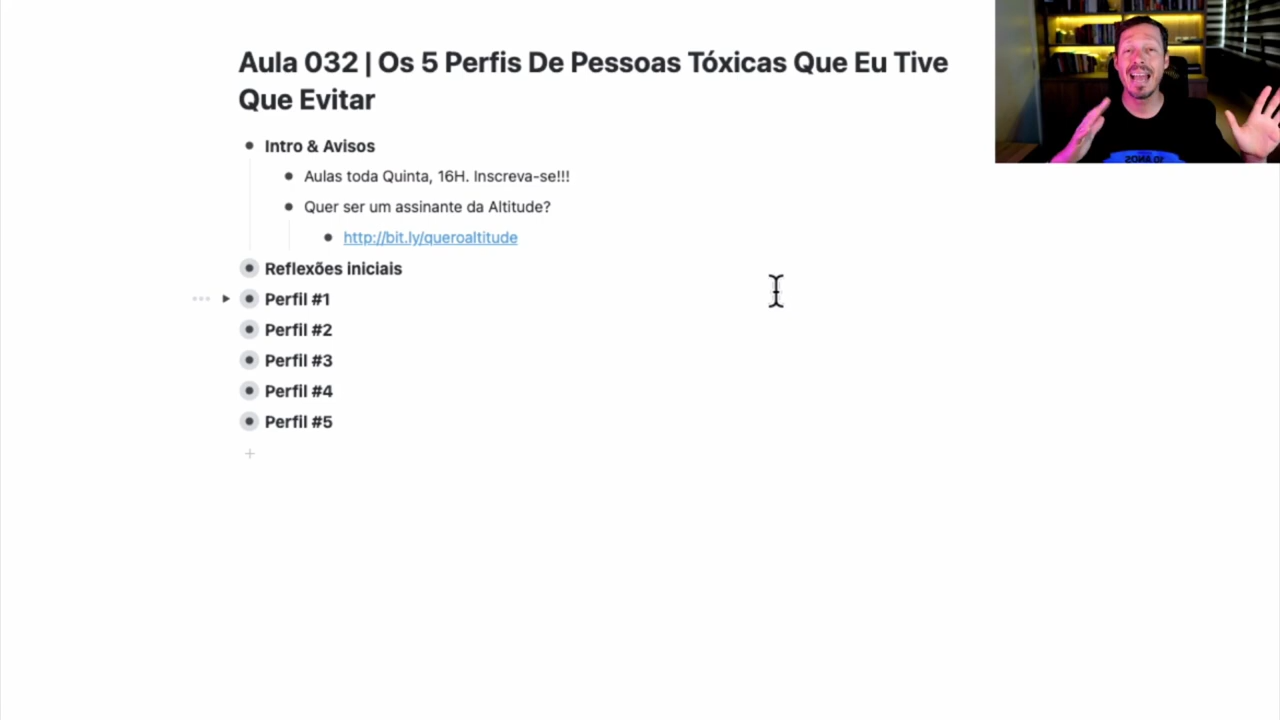 Aula 032 | Os 5 Perfis De Pessoas Tóxicas Que Eu Tive
Que Evitar
Intro & Avisos
Aulas toda Quinta, 16H. Inscreva-se!!!
Quer ser um assinante da Altitude?
http://bit.ly/queroaltitude
Reflexões iniciais
Perfil #1
Perfil #2
Perfil #3
Perfil #4
Perfil #5
10 ANOS